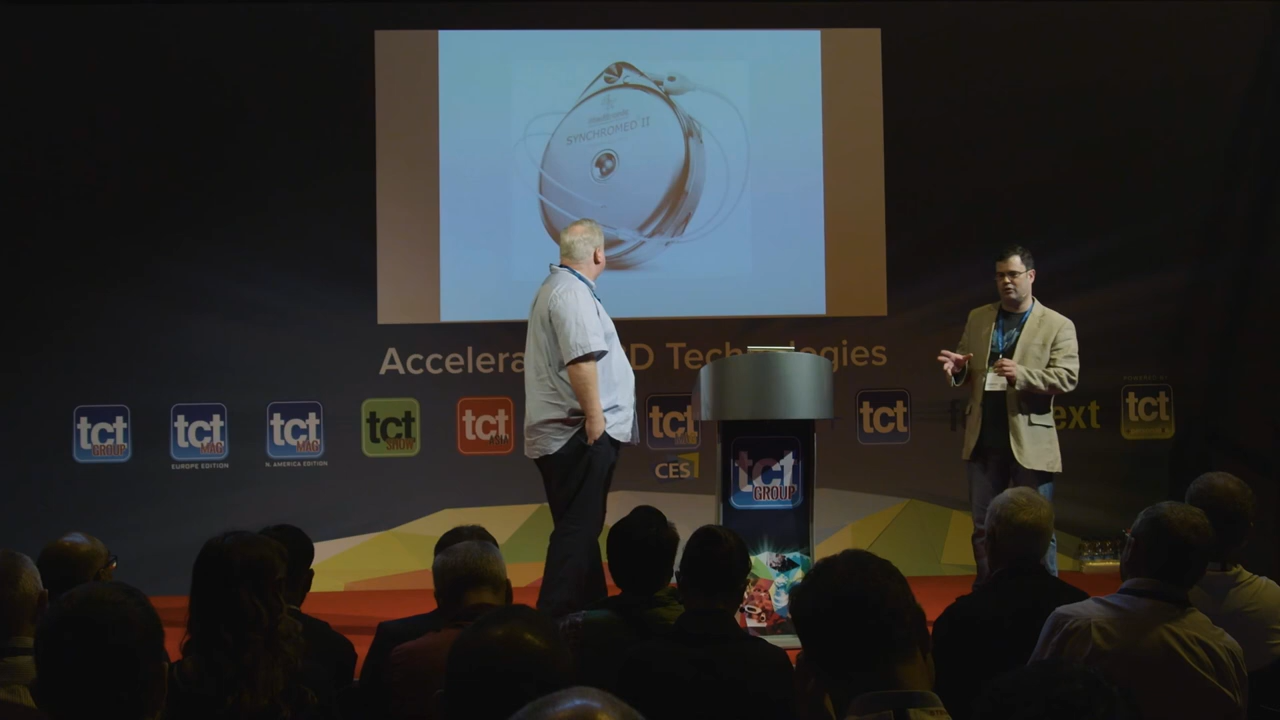 SYNCHROMED II
Accelera D Technologies
tct GROUP
tct MAG
EUROPE EDITION
tct MAG
N. AMERICA EDITION
tct SHOW
tct ASIA
tct
CES
tct GROUP
tct
ext
tct